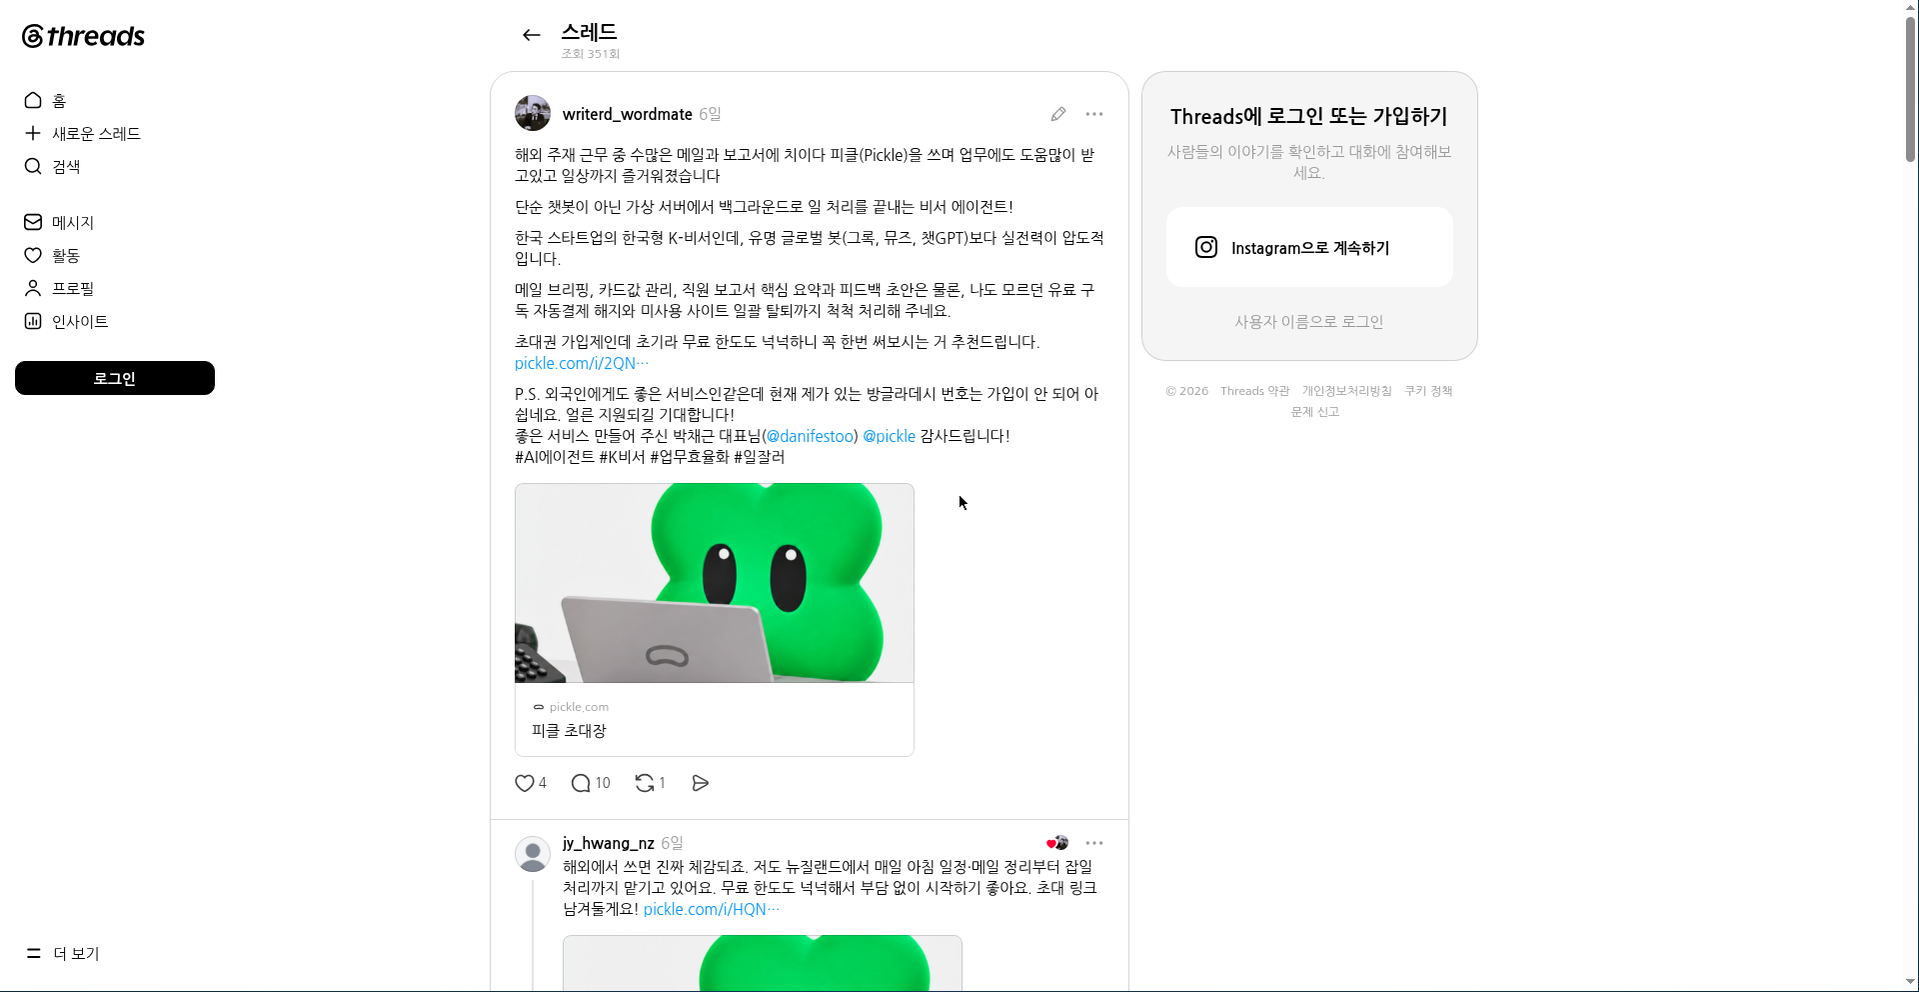 threads
홈
새로운 스레드
검색
메시지
활동
프로필
인사이트
로그인
더 보기
스레드
조회 351회
writerd_wordmate 6일
해외 주재 근무 중 수많은 메일과 보고서에 치이다 피클(Pickle)을 쓰며 업무에도 도움많이 받
고있고 일상까지 즐거워졌습니다
단순 챗봇이 아닌 가상 서버에서 백그라운드로 일 처리를 끝내는 비서 에이전트!
한국 스타트업의 한국형 K-비서인데, 유명 글로벌 봇(그록, 뮤즈, 챗GPT)보다 실전력이 압도적
입니다.
메일 브리핑, 카드값 관리, 직원 보고서 핵심 요약과 피드백 초안은 물론, 나도 모르던 유료 구
독 자동결제 해지와 미사용 사이트 일괄 탈퇴까지 척척 처리해 주네요.
초대권 가입제인데 초기라 무료 한도도 넉넉하니 꼭 한번 써보시는 거 추천드립니다.
pickle.com/i/2QN…
P.S. 외국인에게도 좋은 서비스인같은데 현재 제가 있는 방글라데시 번호는 가입이 안 되어 아
쉽네요. 얼른 지원되길 기대합니다!
좋은 서비스 만들어 주신 박채근 대표님(@danifestoo) @pickle 감사드립니다!
#AI에이전트 #K비서 #업무효율화 #일잘러
pickle.com
피클 초대장
4 10 1
jy_hwang_nz 6일
해외에서 쓰면 진짜 체감되죠. 저도 뉴질랜드에서 매일 아침 일정·메일 정리부터 잡일
처리까지 맡기고 있어요. 무료 한도도 넉넉해서 부담 없이 시작하기 좋아요. 초대 링크
남겨둘게요! pickle.com/i/HQN…
Threads에 로그인 또는 가입하기
사람들의 이야기를 확인하고 대화에 참여해보
세요.
Instagram으로 계속하기
사용자 이름으로 로그인
© 2026 Threads 약관 개인정보처리방침 쿠키 정책
문제 신고